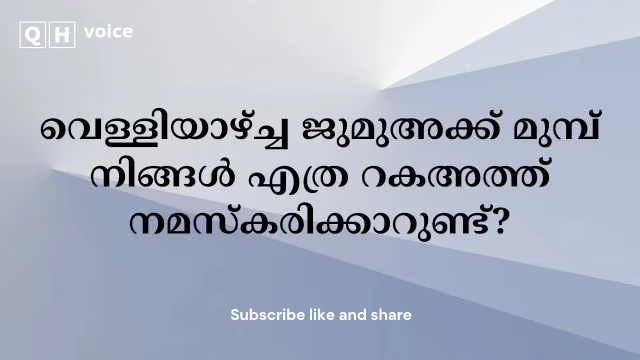 QH voice
വെള്ളിയാഴ്ച്ച ജുമുഅക്ക് മുമ്പ്
നിങ്ങൾ എത്ര റകഅത്ത്
നമസ്കരിക്കാറുണ്ട്?
Subscribe like and share